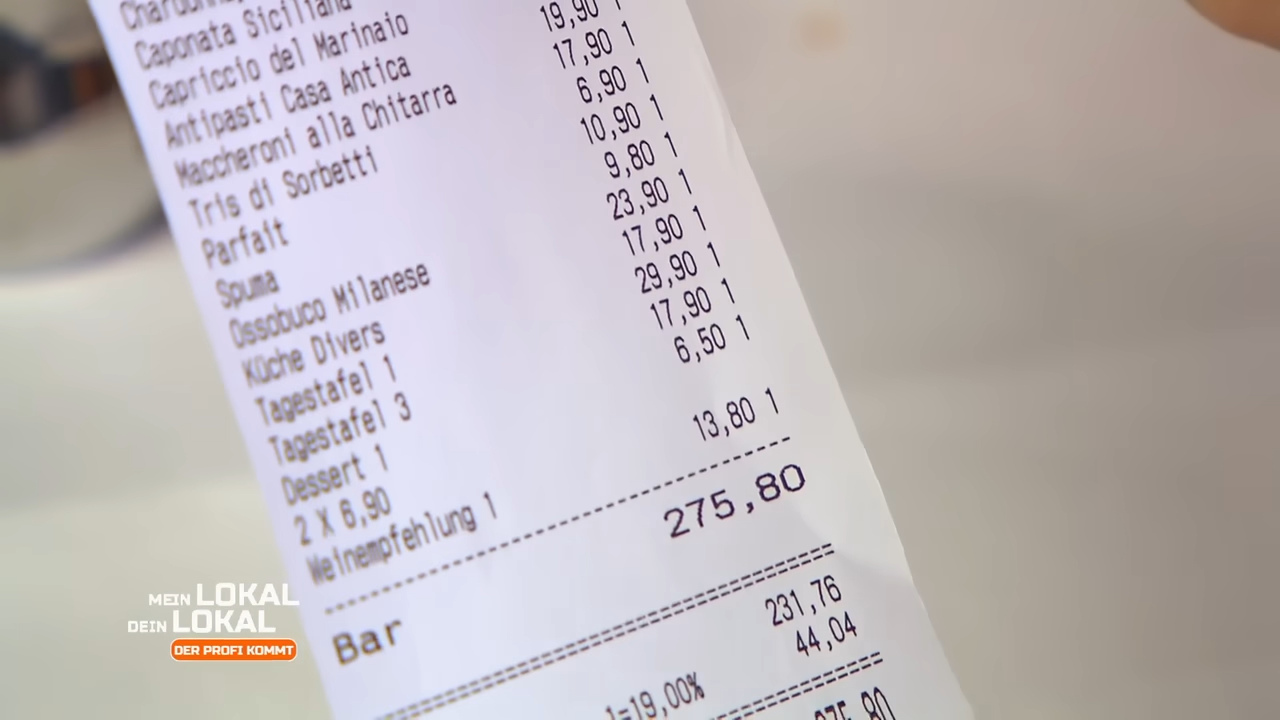 Chardonnay
Caponata Siciliana
Capriccio del Marinaio
Antipasti Casa Antica 19,90 1
Maccheroni alla Chitarra 17,90 1
Tris di Sorbetti 6,90 1
Parfait 10,90 1
Spuma 9,80 1
Ossobuco Milanese 23,90 1
Küche Divers 17,90 1
Tagestafel 1 29,90 1
Tagestafel 3 17,90 1
Dessert 1 6,50 1
2 X 6,90
Weinempfehlung 1 13,80 1
Bar 275,80
231,76
1=19,00% 44,04
275,80
MEIN LOKAL
DEIN LOKAL
DER PROFI KOMMT